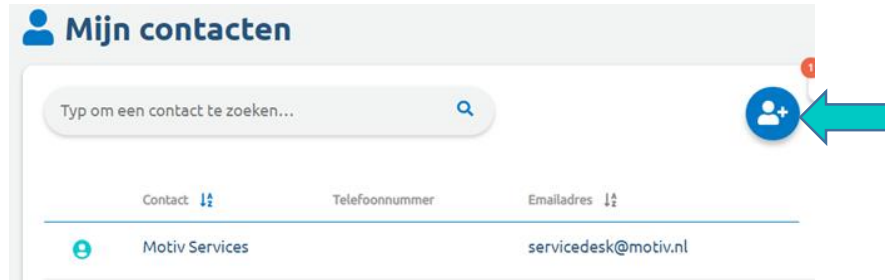 Mijn contacten
1
Typ om een contact te zoeken...
Contact Telefoonnummer Emailadres
Motiv Services servicedesk@motiv.nl